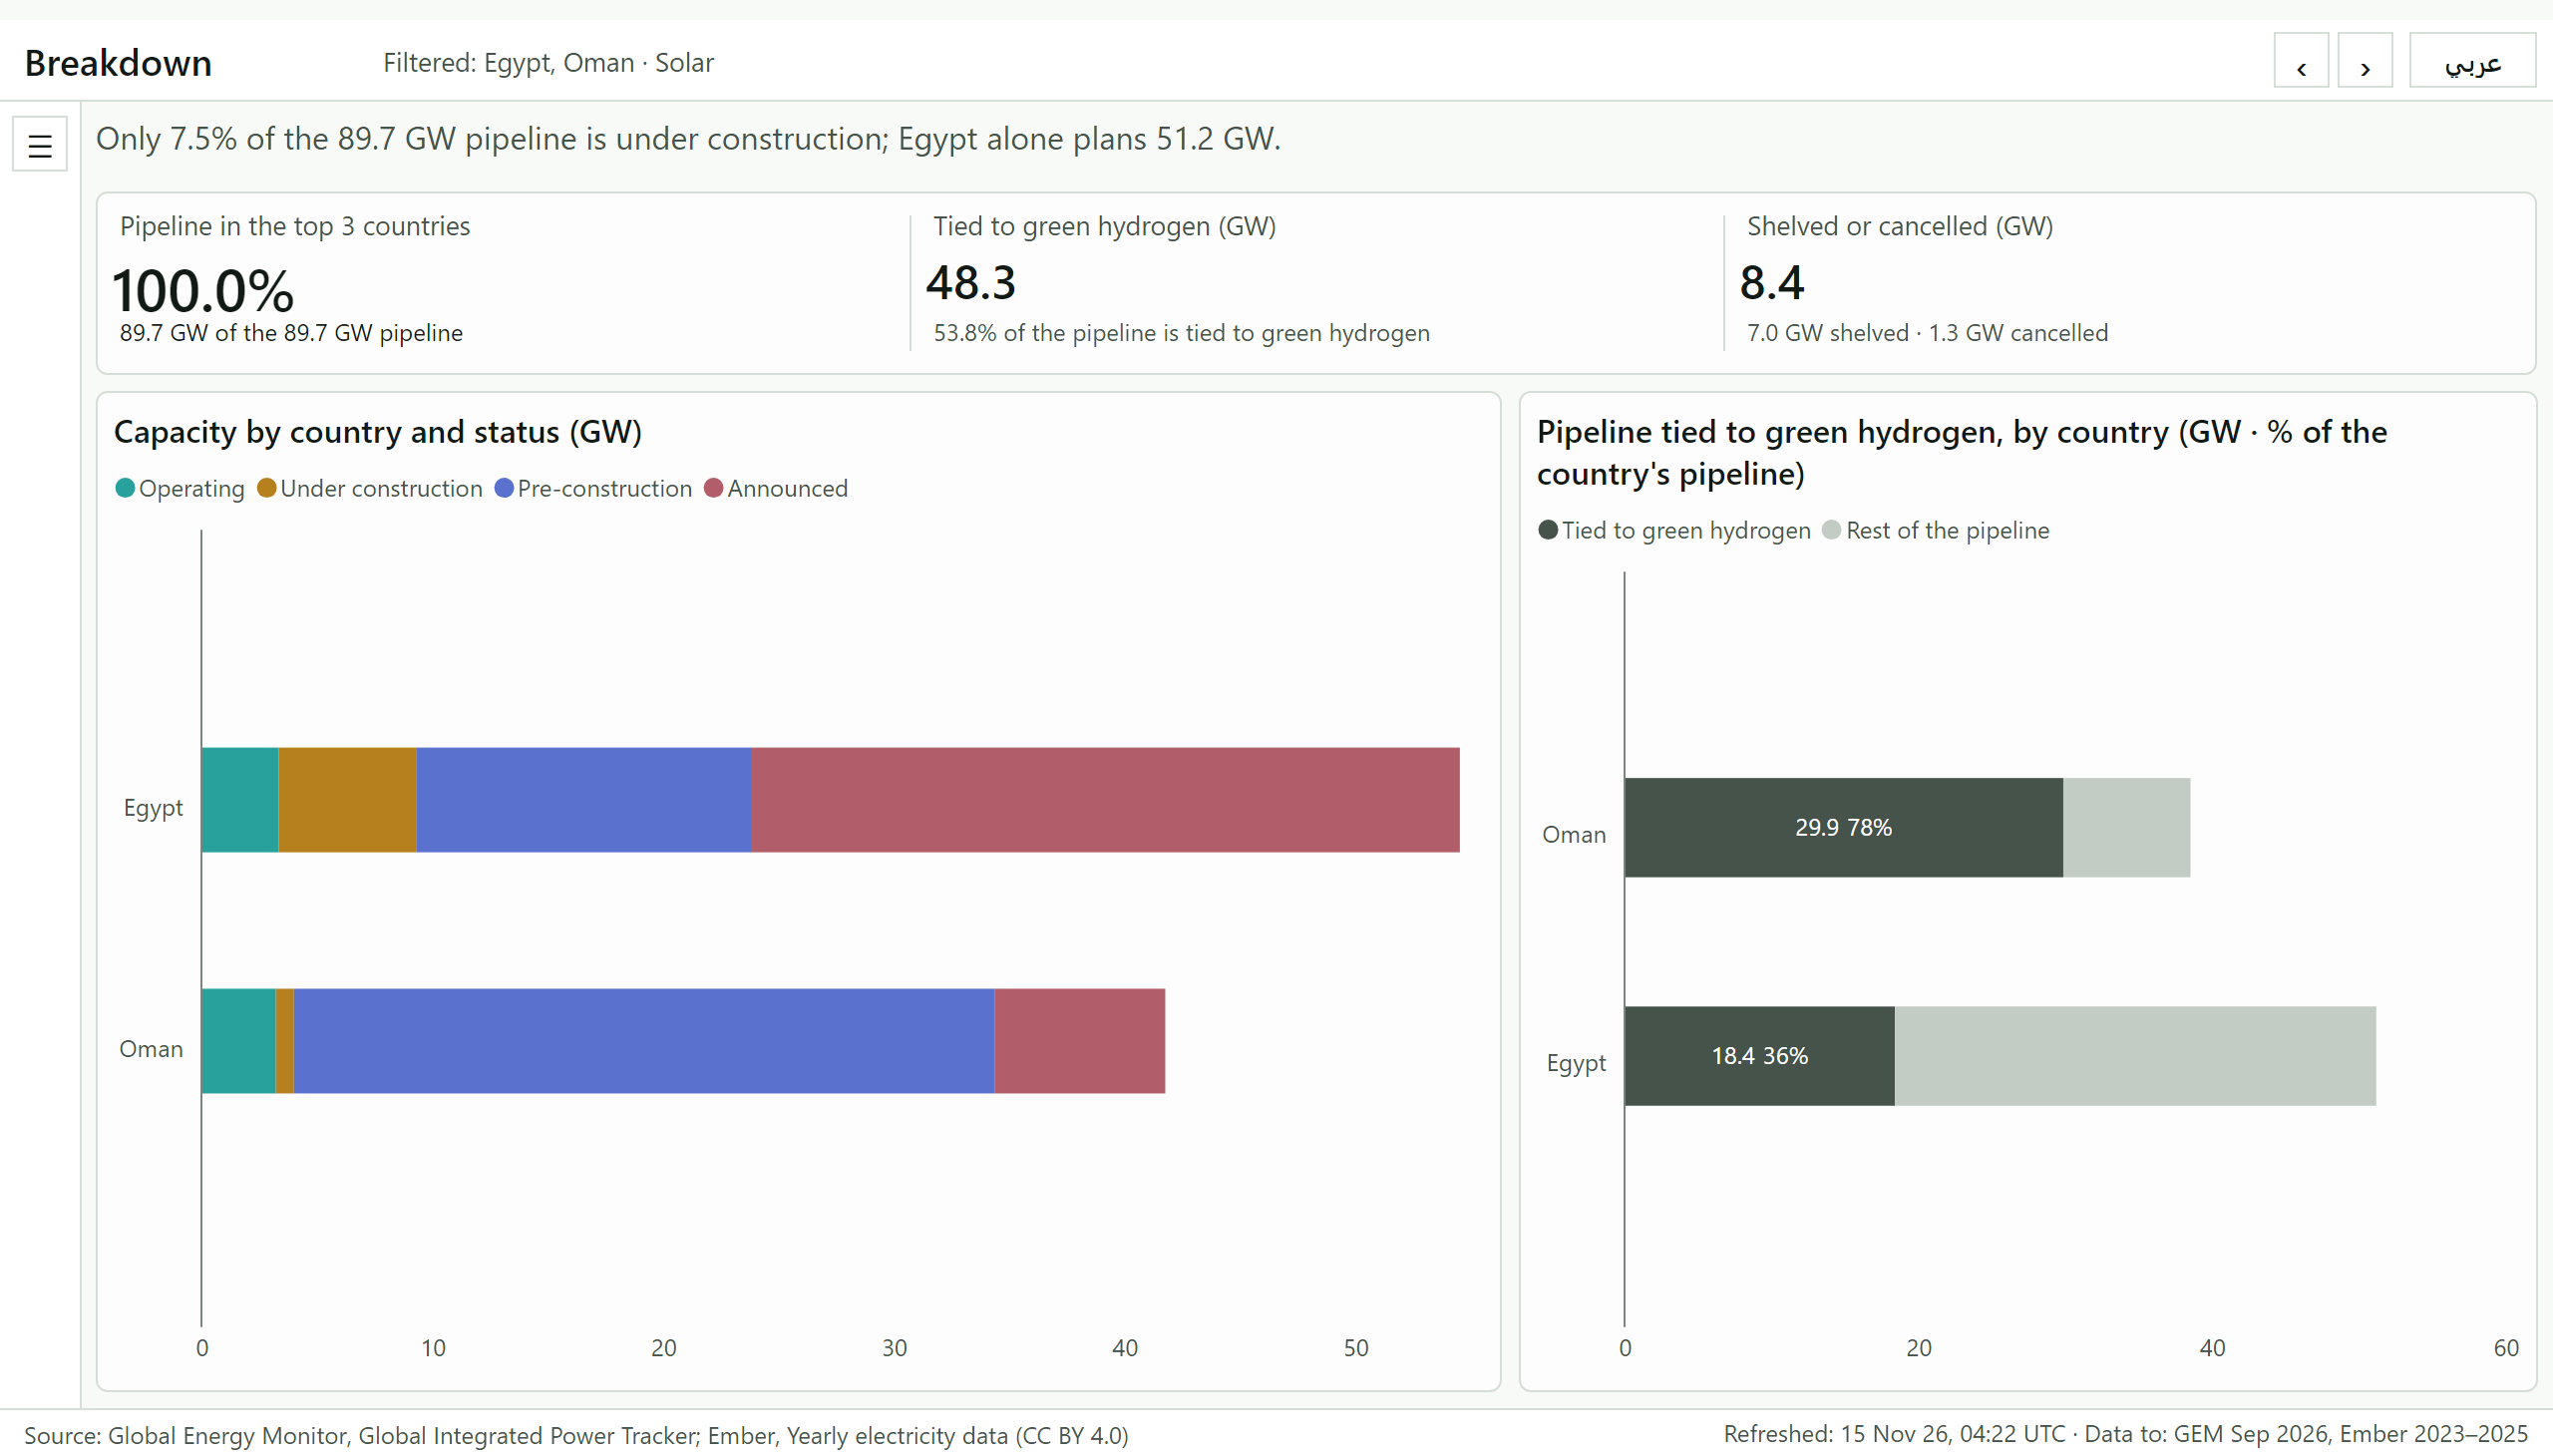 Breakdown
Filtered: Egypt, Oman · Solar
‹
›
عربي
☰
Only 7.5% of the 89.7 GW pipeline is under construction; Egypt alone plans 51.2 GW.
Pipeline in the top 3 countries
100.0%
89.7 GW of the 89.7 GW pipeline
Tied to green hydrogen (GW)
48.3
53.8% of the pipeline is tied to green hydrogen
Shelved or cancelled (GW)
8.4
7.0 GW shelved · 1.3 GW cancelled
Capacity by country and status (GW)
Operating Under construction Pre-construction Announced
Egypt
Oman
0 10 20 30 40 50
Pipeline tied to green hydrogen, by country (GW · % of the
country's pipeline)
Tied to green hydrogen Rest of the pipeline
Oman
29.9 78%
Egypt
18.4 36%
0 20 40 60
Source: Global Energy Monitor, Global Integrated Power Tracker; Ember, Yearly electricity data (CC BY 4.0)
Refreshed: 15 Nov 26, 04:22 UTC · Data to: GEM Sep 2026, Ember 2023–2025